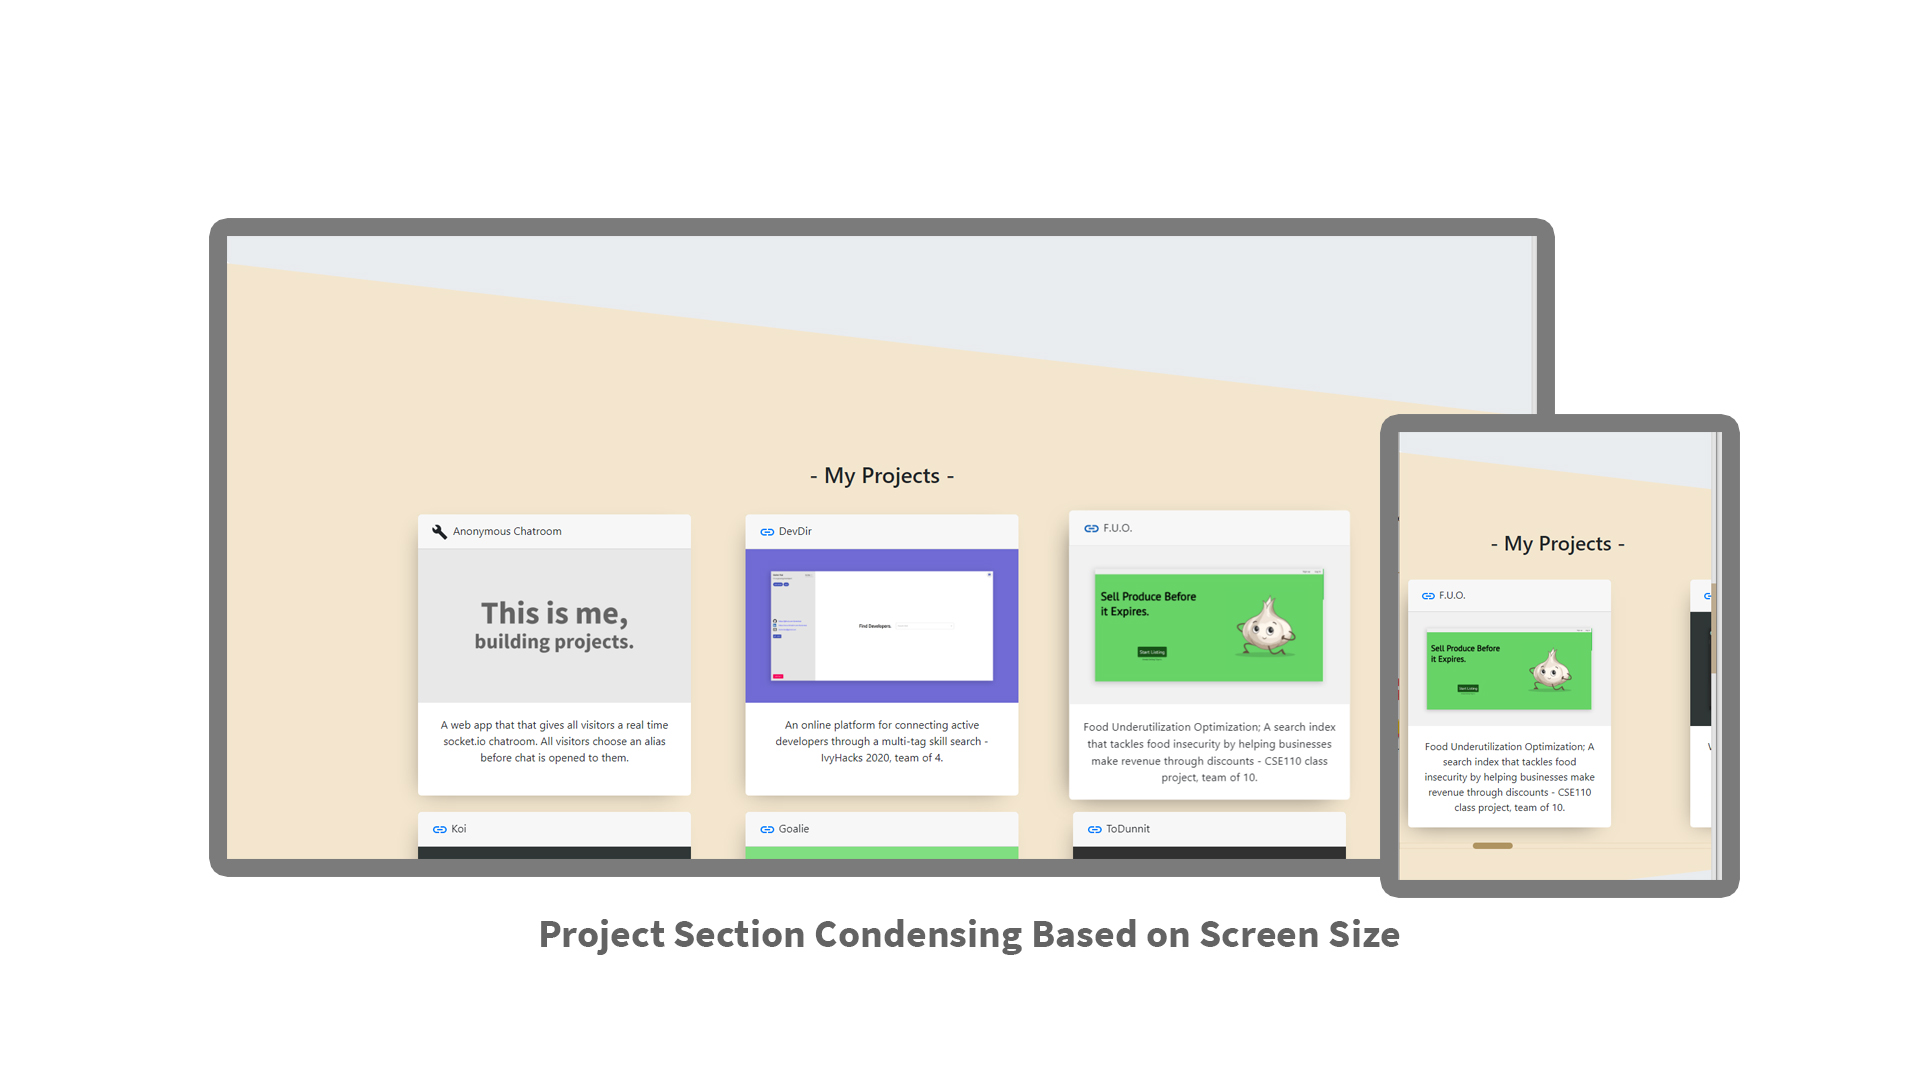 - My Projects -
Anonymous Chatroom
This is me,
building projects.
A web app that that gives all visitors a real time
socket.io chatroom. All visitors choose an alias
before chat is opened to them.
DevDir
Find Developers.
An online platform for connecting active
developers through a multi-tag skill search -
IvyHacks 2020, team of 4.
F.U.O.
Sell Produce Before
it Expires.
Start Listing
Food Underutilization Optimization; A search index
that tackles food insecurity by helping businesses
make revenue through discounts - CSE110 class
project, team of 10.
Koi
Goalie
ToDunnit
- My Projects -
F.U.O.
Sell Produce Before
it Expires.
Start Listing
Food Underutilization Optimization; A
search index that tackles food
insecurity by helping businesses make
revenue through discounts - CSE110
class project, team of 10.
Project Section Condensing Based on Screen Size